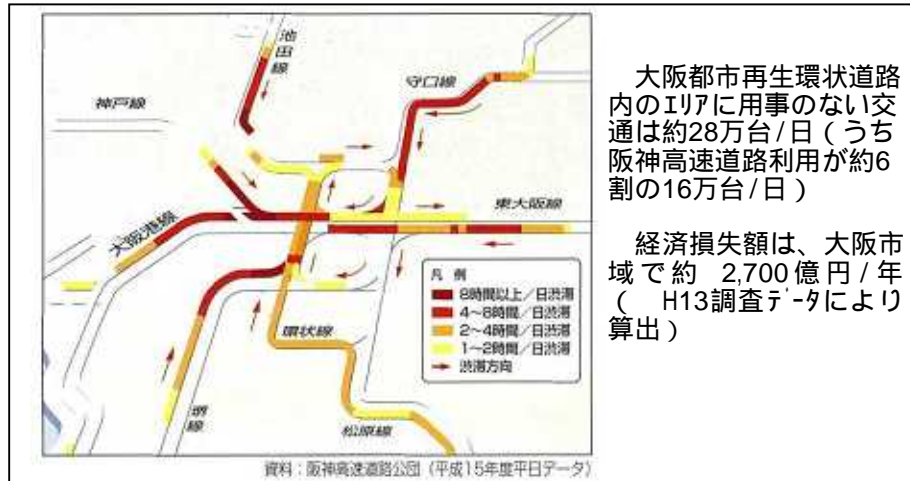 池田線
守口線
神戸線
東大阪線
大阪港線
凡 例
8時間以上／日渋滞
4〜8時間／日渋滞
2〜4時間／日渋滞
1〜2時間／日渋滞
渋滞方向
環状線
堺線
松原線
資料：阪神高速道路公団（平成15年度平日データ）
大阪都市再生環状道路
内のｴﾘｱに用事のない交
通は約28万台/日（うち
阪神高速道路利用が約6
割の16万台/日）
経済損失額は、大阪市
域で約 2,700億円/年
（ H13調査ﾃﾞｰﾀにより
算出）